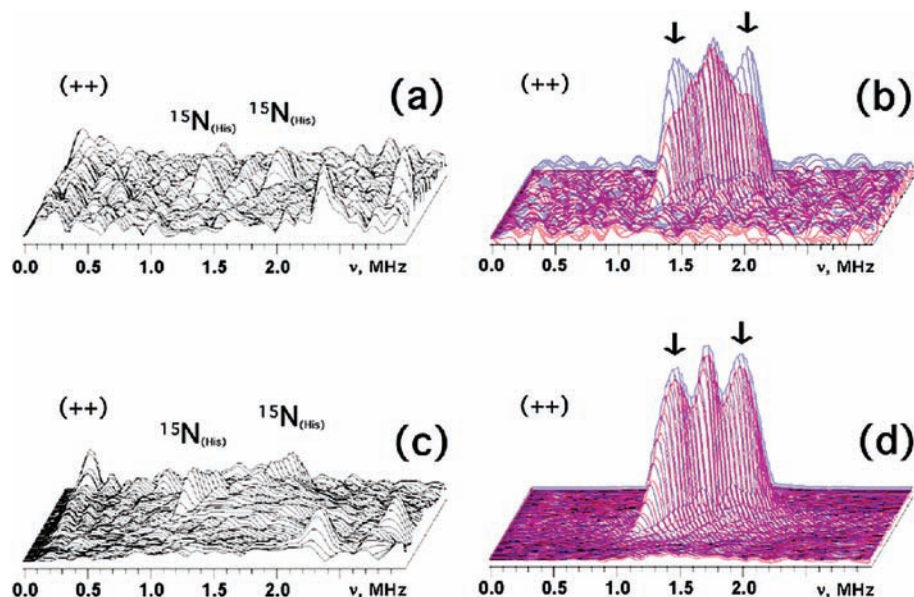 (++)
(a)
¹⁵N(His) ¹⁵N(His)
0.0 0.5 1.0 1.5 2.0 ν, MHz
(++)
(b)
0.0 0.5 1.0 1.5 2.0 ν, MHz
(++)
(c)
¹⁵N(His) ¹⁵N(His)
0.0 0.5 1.0 1.5 2.0 ν, MHz
(++)
(d)
0.0 0.5 1.0 1.5 2.0 ν, MHz